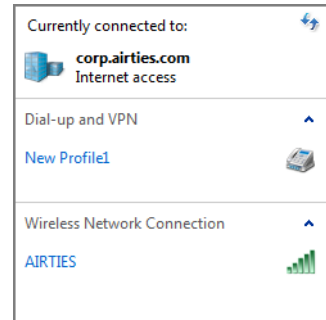 Currently connected to:
corp.airties.com
Internet access
Dial-up and VPN
New Profile1
Wireless Network Connection
AIRTIES